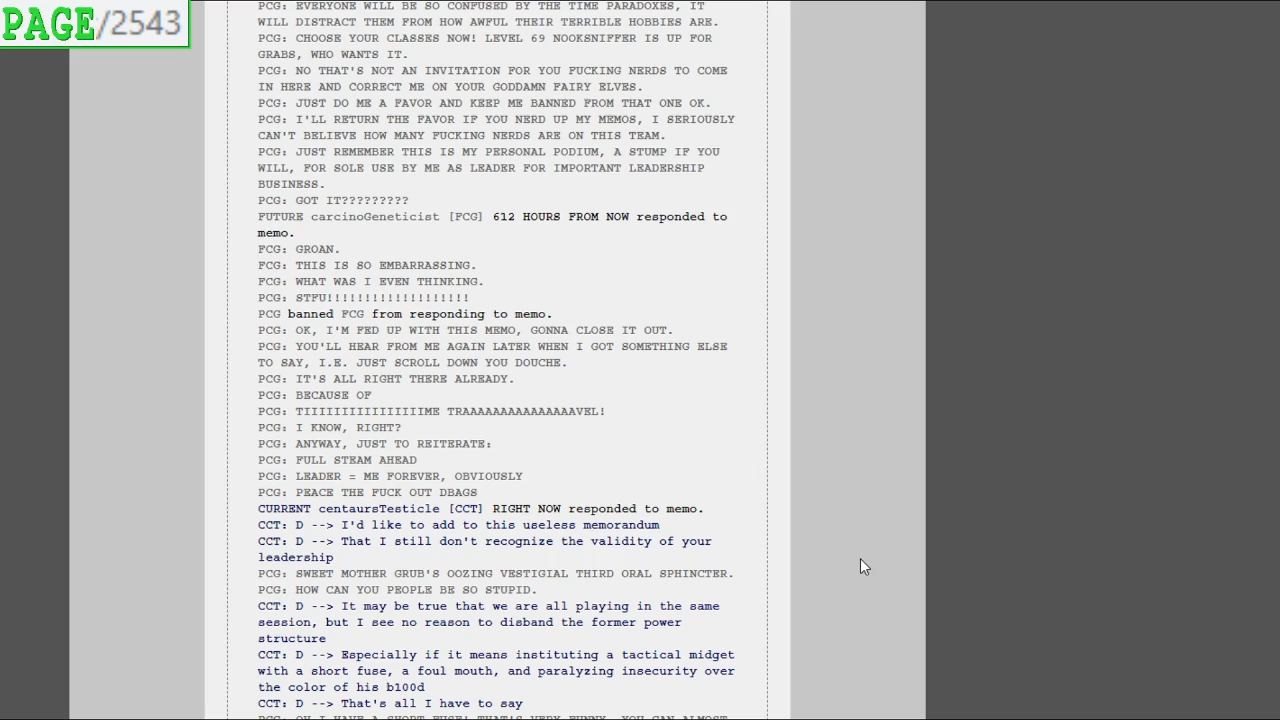 PAGE/2543
PCG: EVERYONE WILL BE SO CONFUSED BY THE TIME PARADOXES, IT
WILL DISTRACT THEM FROM HOW AWFUL THEIR TERRIBLE HOBBIES ARE.
PCG: CHOOSE YOUR CLASSES NOW! LEVEL 69 NOOKSNIFFER IS UP FOR
GRABS, WHO WANTS IT.
PCG: NO THAT'S NOT AN INVITATION FOR YOU FUCKING NERDS TO COME
IN HERE AND CORRECT ME ON YOUR GODDAMN FAIRY ELVES.
PCG: JUST DO ME A FAVOR AND KEEP ME BANNED FROM THAT ONE OK.
PCG: I'LL RETURN THE FAVOR IF YOU NERD UP MY MEMOS, I SERIOUSLY
CAN'T BELIEVE HOW MANY FUCKING NERDS ARE ON THIS TEAM.
PCG: JUST REMEMBER THIS IS MY PERSONAL PODIUM, A STUMP IF YOU
WILL, FOR SOLE USE BY ME AS LEADER FOR IMPORTANT LEADERSHIP
BUSINESS.
PCG: GOT IT?????????
FUTURE carcinoGeneticist [FCG] 612 HOURS FROM NOW responded to
memo.
FCG: GROAN.
FCG: THIS IS SO EMBARRASSING.
FCG: WHAT WAS I EVEN THINKING.
PCG: STFU!!!!!!!!!!!!!!!!!!!
PCG banned FCG from responding to memo.
PCG: OK, I'M FED UP WITH THIS MEMO, GONNA CLOSE IT OUT.
PCG: YOU'LL HEAR FROM ME AGAIN LATER WHEN I GOT SOMETHING ELSE
TO SAY, I.E. JUST SCROLL DOWN YOU DOUCHE.
PCG: IT'S ALL RIGHT THERE ALREADY.
PCG: BECAUSE OF
PCG: TIIIIIIIIIIIIIIIME TRAAAAAAAAAAAAAAAVEL!
PCG: I KNOW, RIGHT?
PCG: ANYWAY, JUST TO REITERATE:
PCG: FULL STEAM AHEAD
PCG: LEADER = ME FOREVER, OBVIOUSLY
PCG: PEACE THE FUCK OUT DBAGS
CURRENT centaursTesticle [CCT] RIGHT NOW responded to memo.
CCT: D --> I'd like to add to this useless memorandum
CCT: D --> That I still don't recognize the validity of your
leadership
PCG: SWEET MOTHER GRUB'S OOZING VESTIGIAL THIRD ORAL SPHINCTER.
PCG: HOW CAN YOU PEOPLE BE SO STUPID.
CCT: D --> It may be true that we are all playing in the same
session, but I see no reason to disband the former power
structure
CCT: D --> Especially if it means instituting a tactical midget
with a short fuse, a foul mouth, and paralyzing insecurity over
the color of his b100d
CCT: D --> That's all I have to say
PCG: OH I HAVE A SHORT FUSE! THAT'S VERY FUNNY, YOU CAN ALMOST